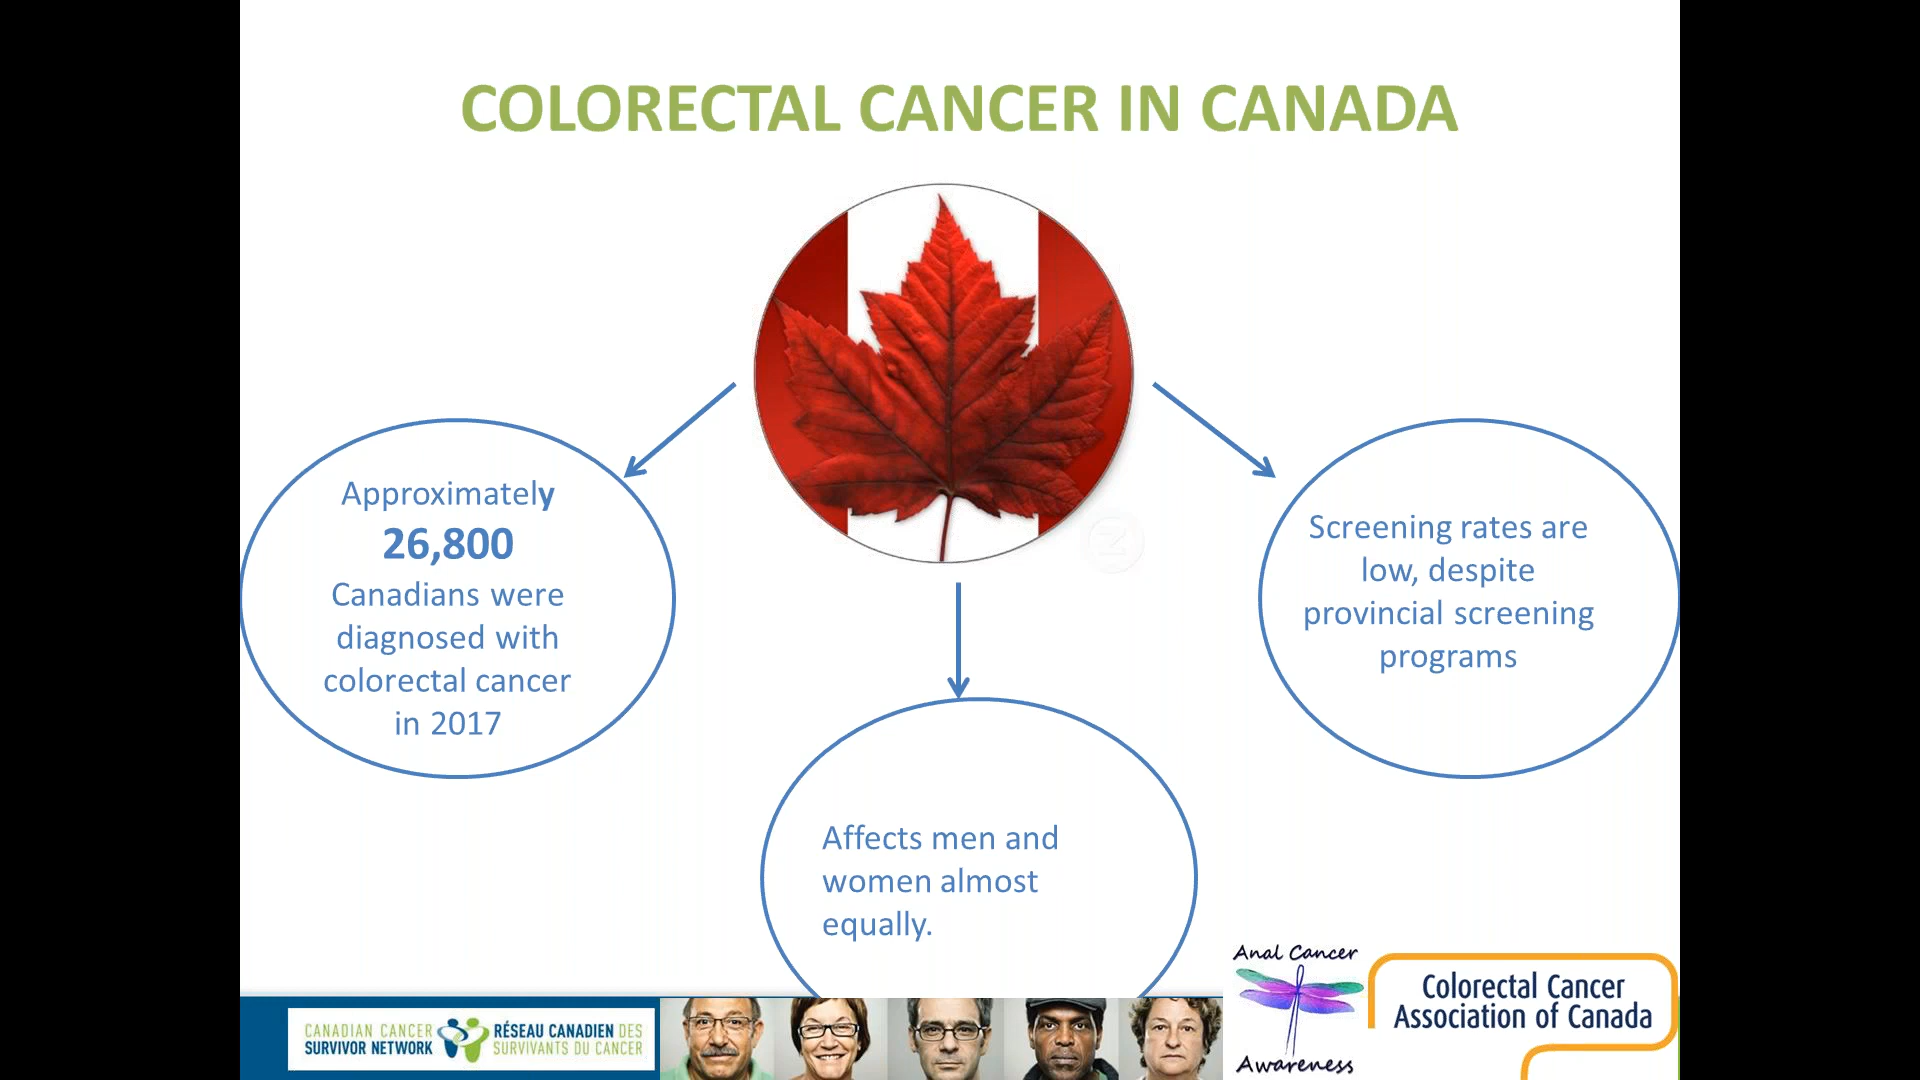 COLORECTAL CANCER IN CANADA
Approximately
26,800
Canadians were
diagnosed with
colorectal cancer
in 2017
Affects men and
women almost
equally.
Screening rates are
low, despite
provincial screening
programs
CANADIAN CANCER
SURVIVOR NETWORK
RÉSEAU CANADIEN DES
SURVIVANTS DU CANCER
Anal Cancer
Awareness
Colorectal Cancer
Association of Canada